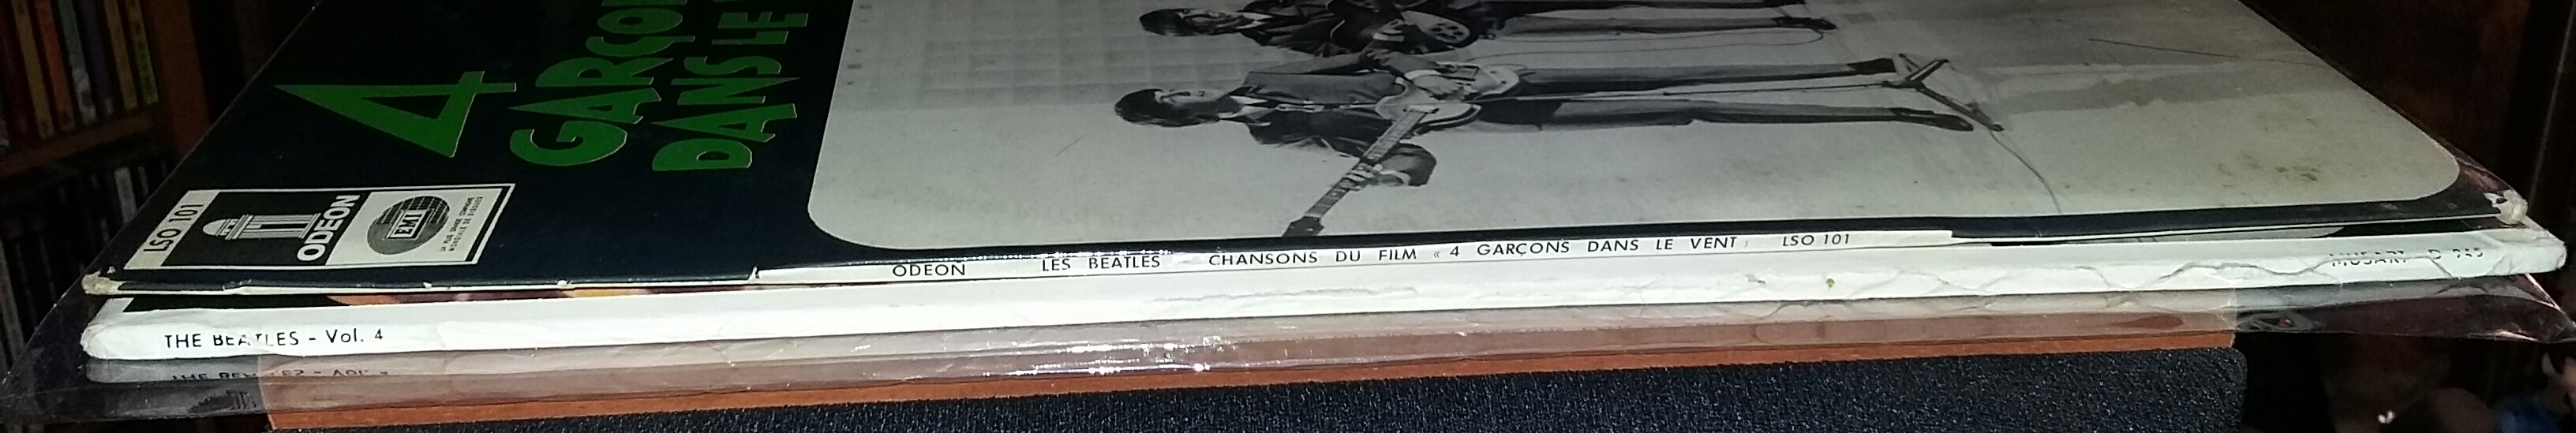 4
GARÇON
DANS LE
LSO 101
ODEON
EMI
ODEON LES BEATLES CHANSONS DU FILM « 4 GARÇONS DANS LE VENT » LSO 101
THE BEATLES - Vol. 4
MUSART